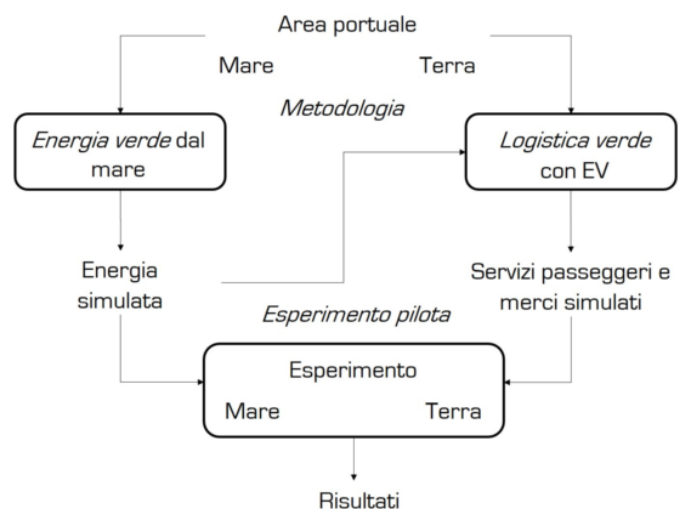 Area portuale
Mare Terra
Metodologia
Energia verde dal
mare
Logistica verde
con EV
Energia
simulata
Servizi passeggeri e
merci simulati
Esperimento pilota
Esperimento
Mare Terra
Risultati